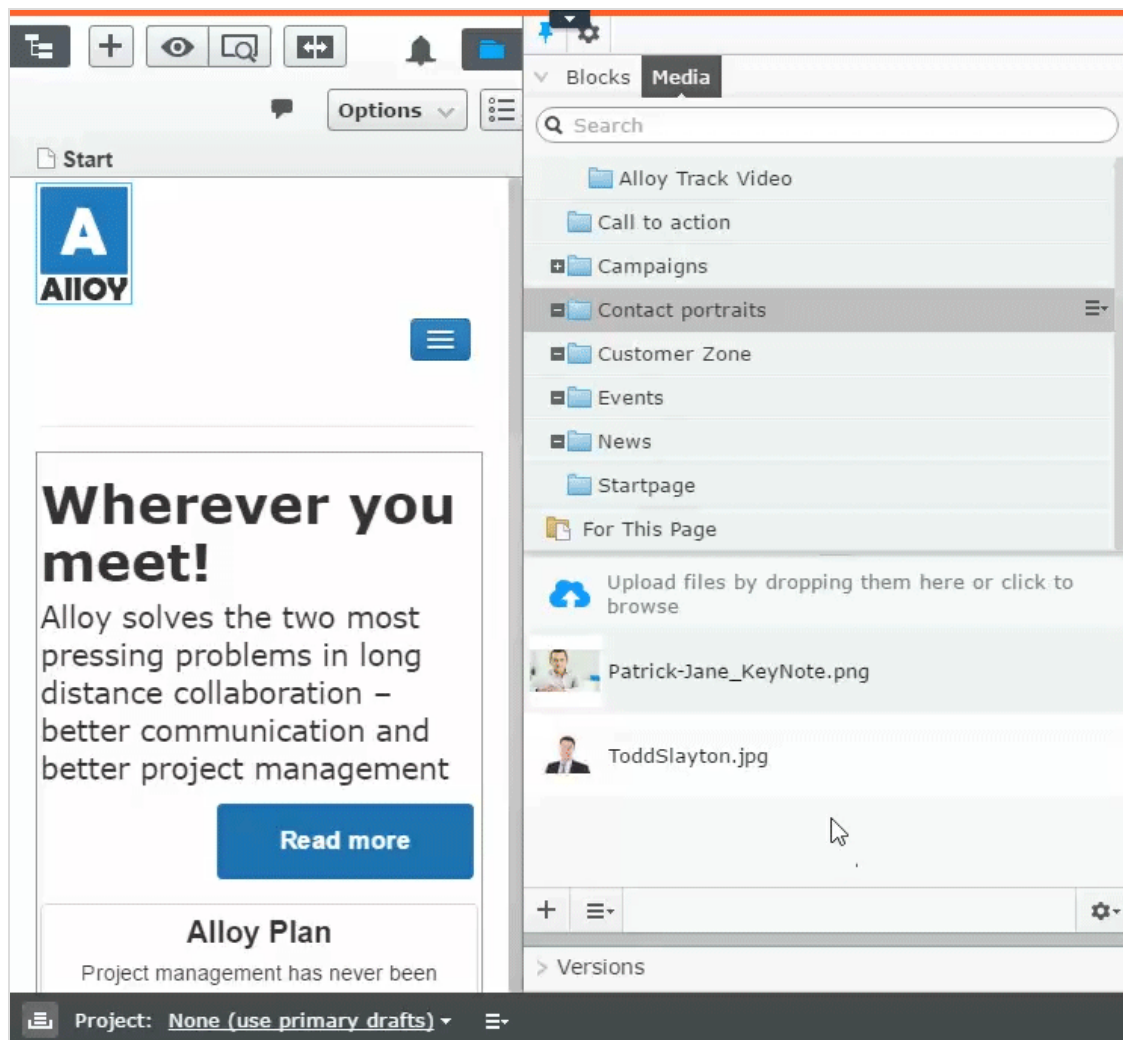 Options
Start
A
Alloy
Wherever you
meet!
Alloy solves the two most
pressing problems in long
distance collaboration –
better communication and
better project management
Read more
Alloy Plan
Project management has never been
Blocks
Media
Search
Alloy Track Video
Call to action
Campaigns
Contact portraits
Customer Zone
Events
News
Startpage
For This Page
Upload files by dropping them here or click to
browse
Patrick-Jane_KeyNote.png
ToddSlayton.jpg
Versions
Project: None (use primary drafts)